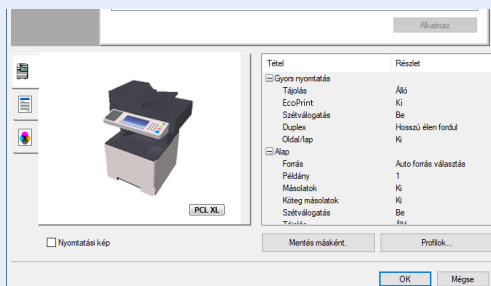 Alkalmaz
Tétel Részlet
Gyors nyomtatás
Tájolás Álló
EcoPrint Ki
Szétválogatás Be
Duplex Hosszú élen fordul
Oldal/lap Ki
Alap
Forrás Auto forrás választás
Példány 1
Másolatok Ki
Köteg másolatok Ki
Szétválogatás Be
Tájolás Álló
PCL XL
Nyomtatási kép
Mentés másként. Profilok...
OK Mégse